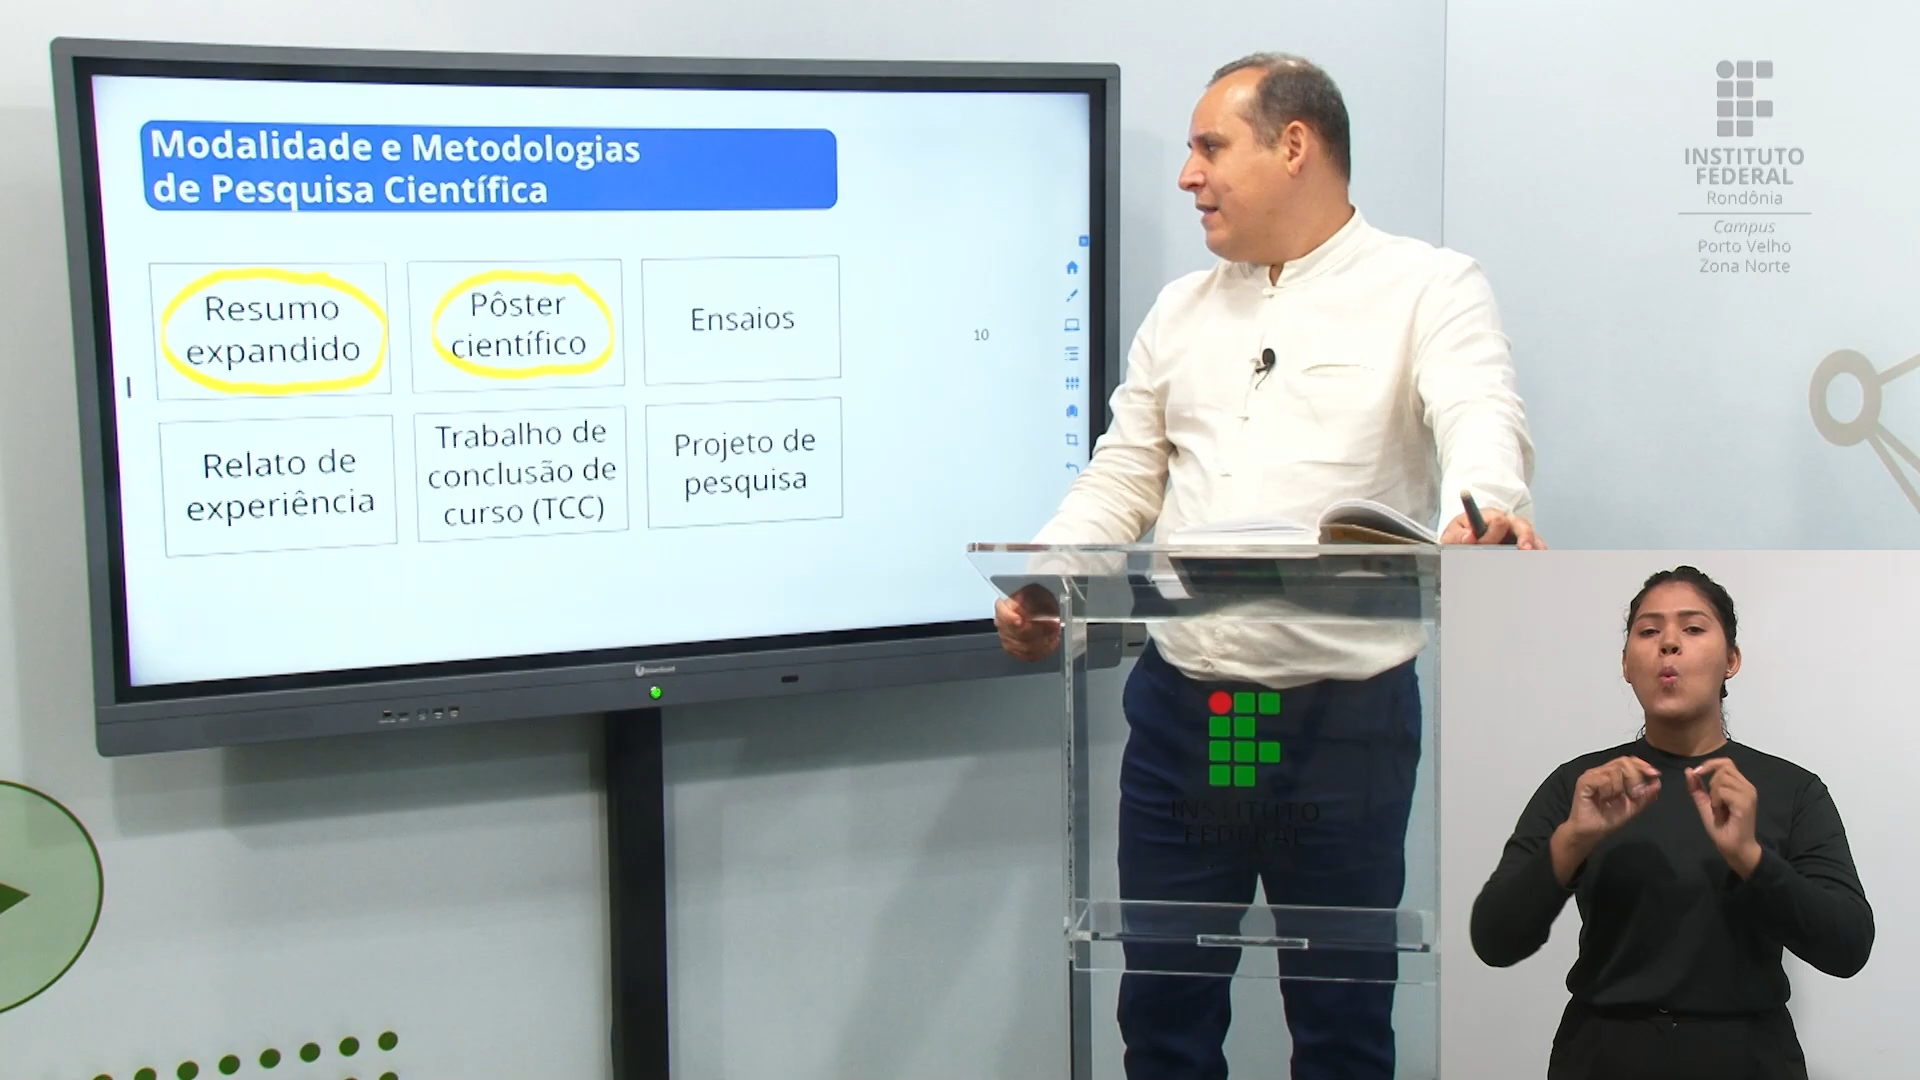 Modalidade e Metodologias
de Pesquisa Científica
Resumo
expandido
Pôster
científico
Ensaios
10
Relato de
experiência
Trabalho de
conclusão de
curso (TCC)
Projeto de
pesquisa
INSTITUTO
FEDERAL
Rondônia
Campus
Porto Velho
Zona Norte
INSTITUTO
FEDERAL